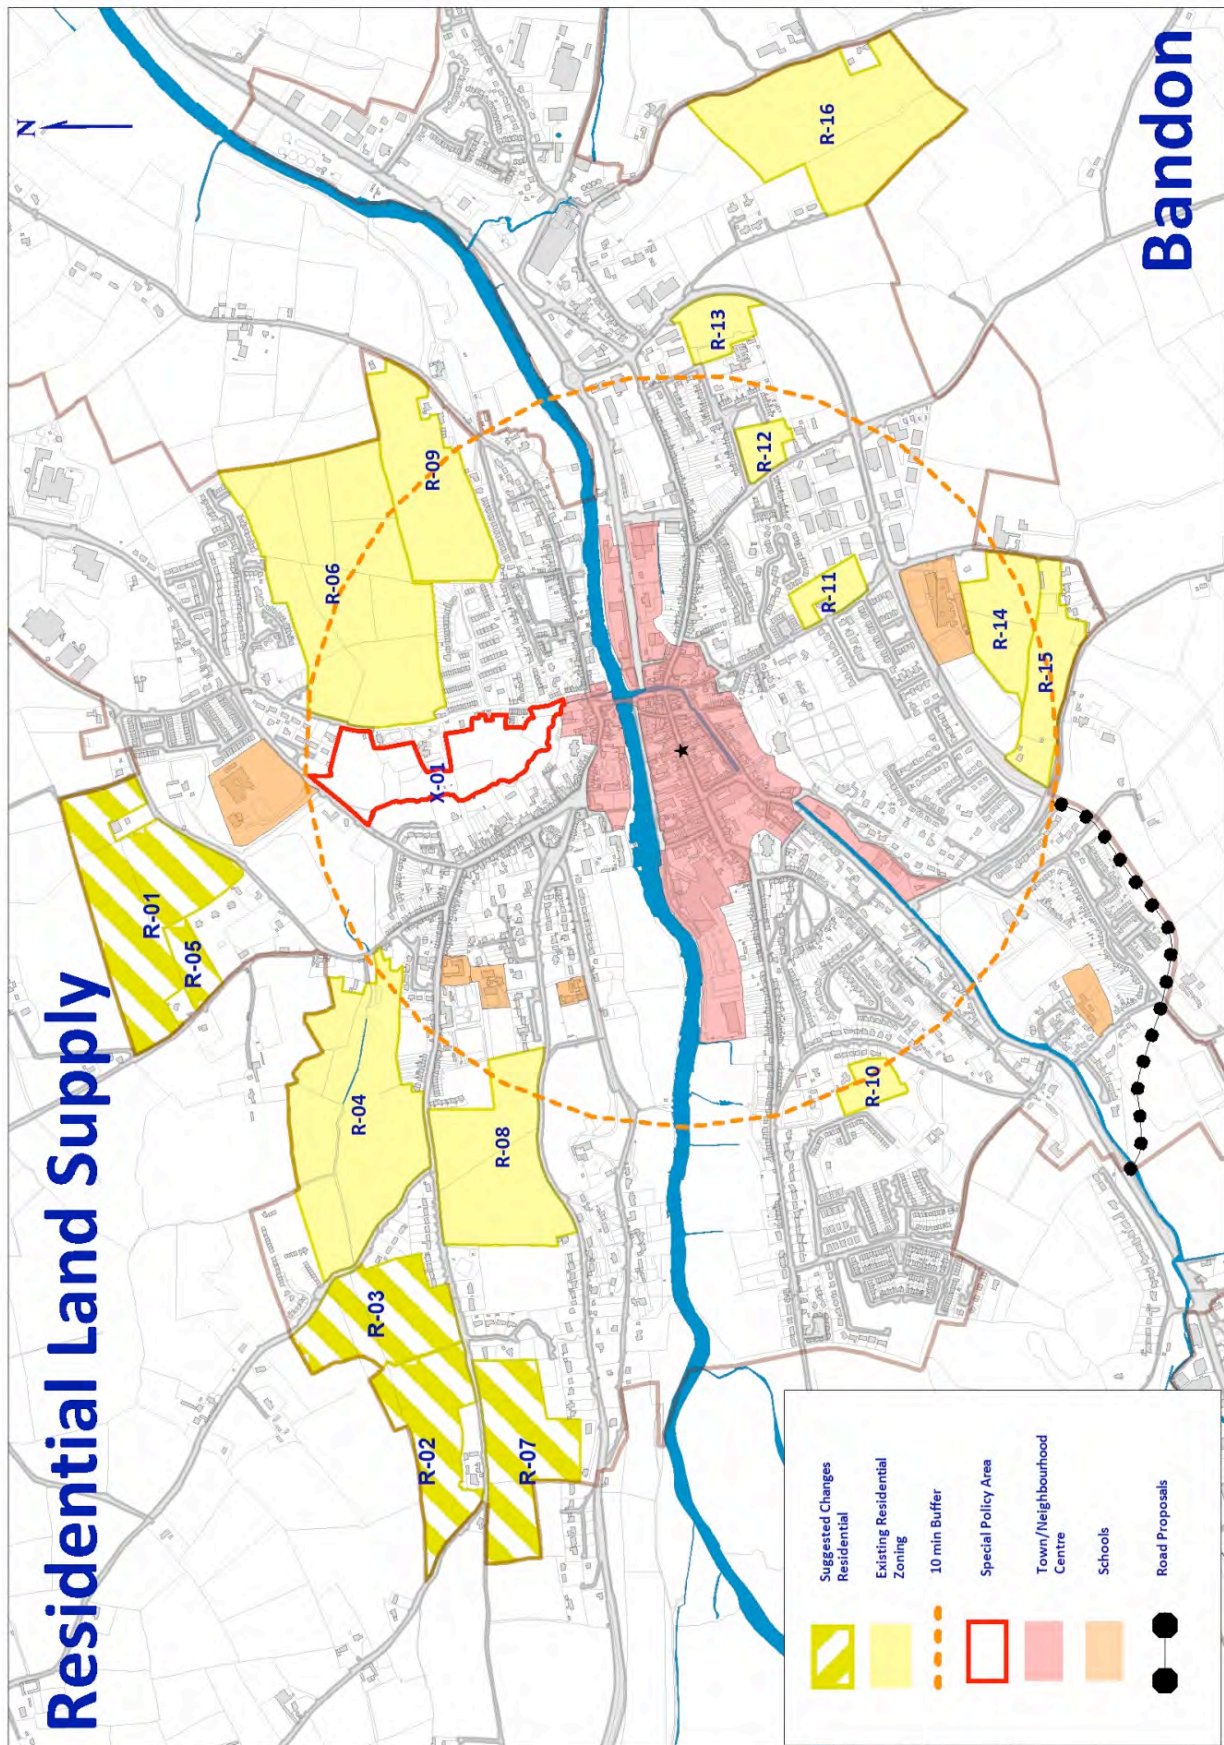 Residential Land Supply
N
R-01
R-05
R-06
R-09
R-04
X-01
R-03
R-08
R-02
R-07
R-16
R-13
R-12
R-11
R-10
R-14
R-15
Suggested Changes
Residential
Existing Residential
Zoning
10 min Buffer
Special Policy Area
Town/Neighbourhood
Centre
Schools
Road Proposals
Bandon